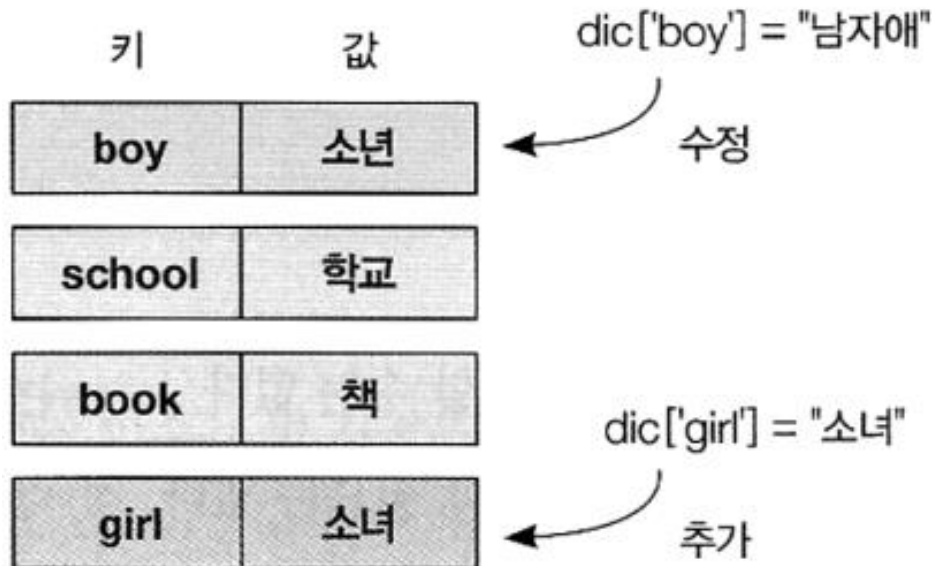 키 값 dic['boy'] = "남자애"
boy 소년 수정
school 학교
book 책
dic['girl'] = "소녀"
girl 소녀 추가